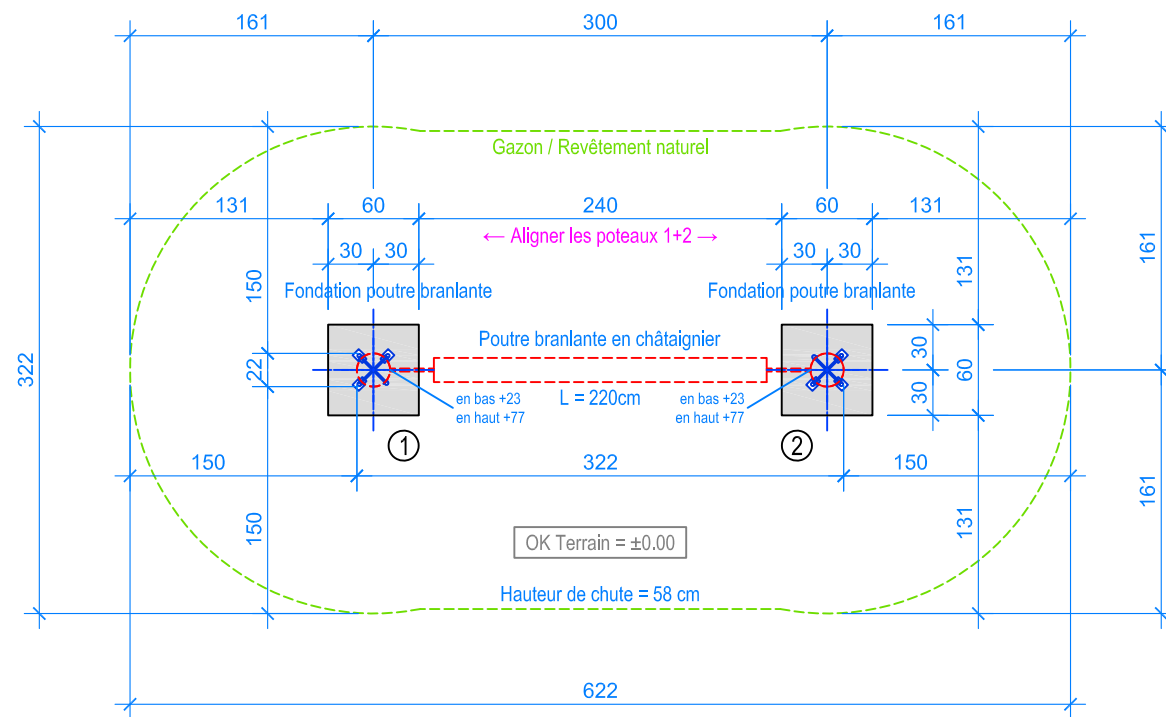 161 300 161
Gazon / Revêtement naturel
131 60 240 60 131
← Aligner les poteaux 1+2 →
30 30 30 30
161
150
131
Fondation poutre branlante Fondation poutre branlante
Poutre branlante en châtaignier
322
22
30
60
30
en bas +23
en haut +77
L = 220cm
en bas +23
en haut +77
1 2
150 322 150
161
150
131
OK Terrain = ±0.00
Hauteur de chute = 58 cm
622